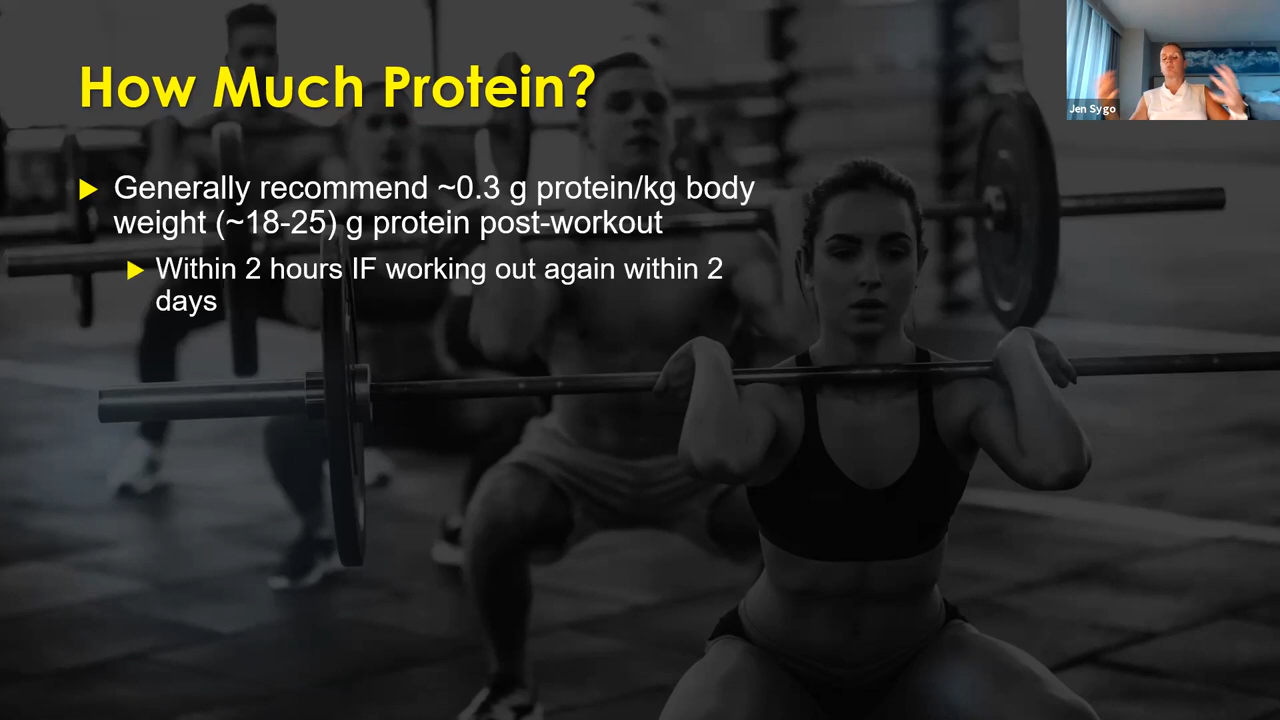 How Much Protein?
Jen Sygo
Generally recommend ~0.3 g protein/kg body
weight (~18-25) g protein post-workout
Within 2 hours IF working out again within 2
days